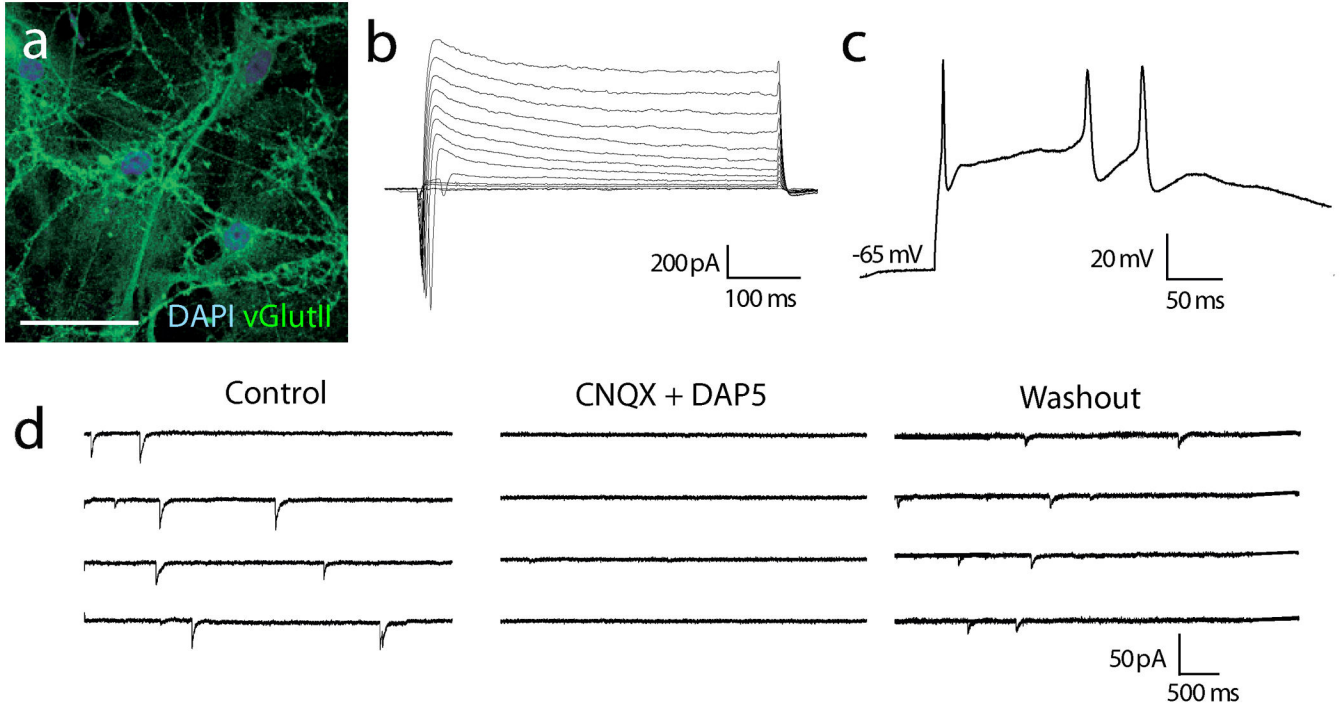 a
DAPI vGlutII
b
200 pA
100 ms
c
-65 mV
20 mV
50 ms
d
Control
CNQX + DAP5
Washout
50 pA
500 ms